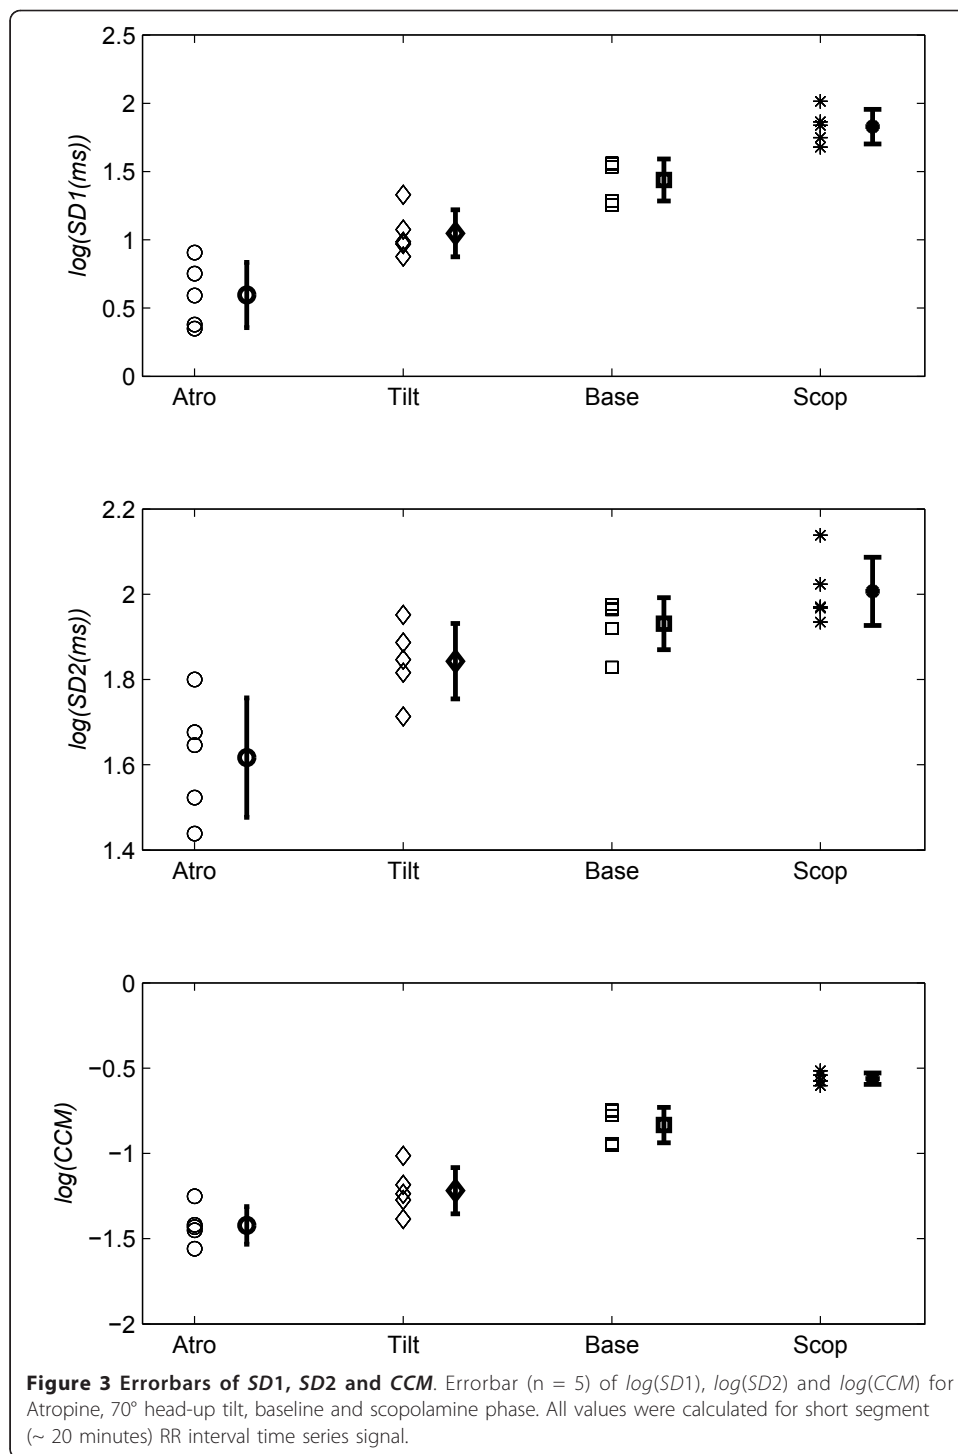 2.5
2
1.5
1
0.5
0
log(SD1(ms))
Atro Tilt Base Scop
2.2
2
1.8
1.6
1.4
log(SD2(ms))
Atro Tilt Base Scop
0
−0.5
−1
−1.5
−2
log(CCM)
Atro Tilt Base Scop
Figure 3 Errorbars of SD1, SD2 and CCM. Errorbar (n = 5) of log(SD1), log(SD2) and log(CCM) for
Atropine, 70° head-up tilt, baseline and scopolamine phase. All values were calculated for short segment
(~ 20 minutes) RR interval time series signal.